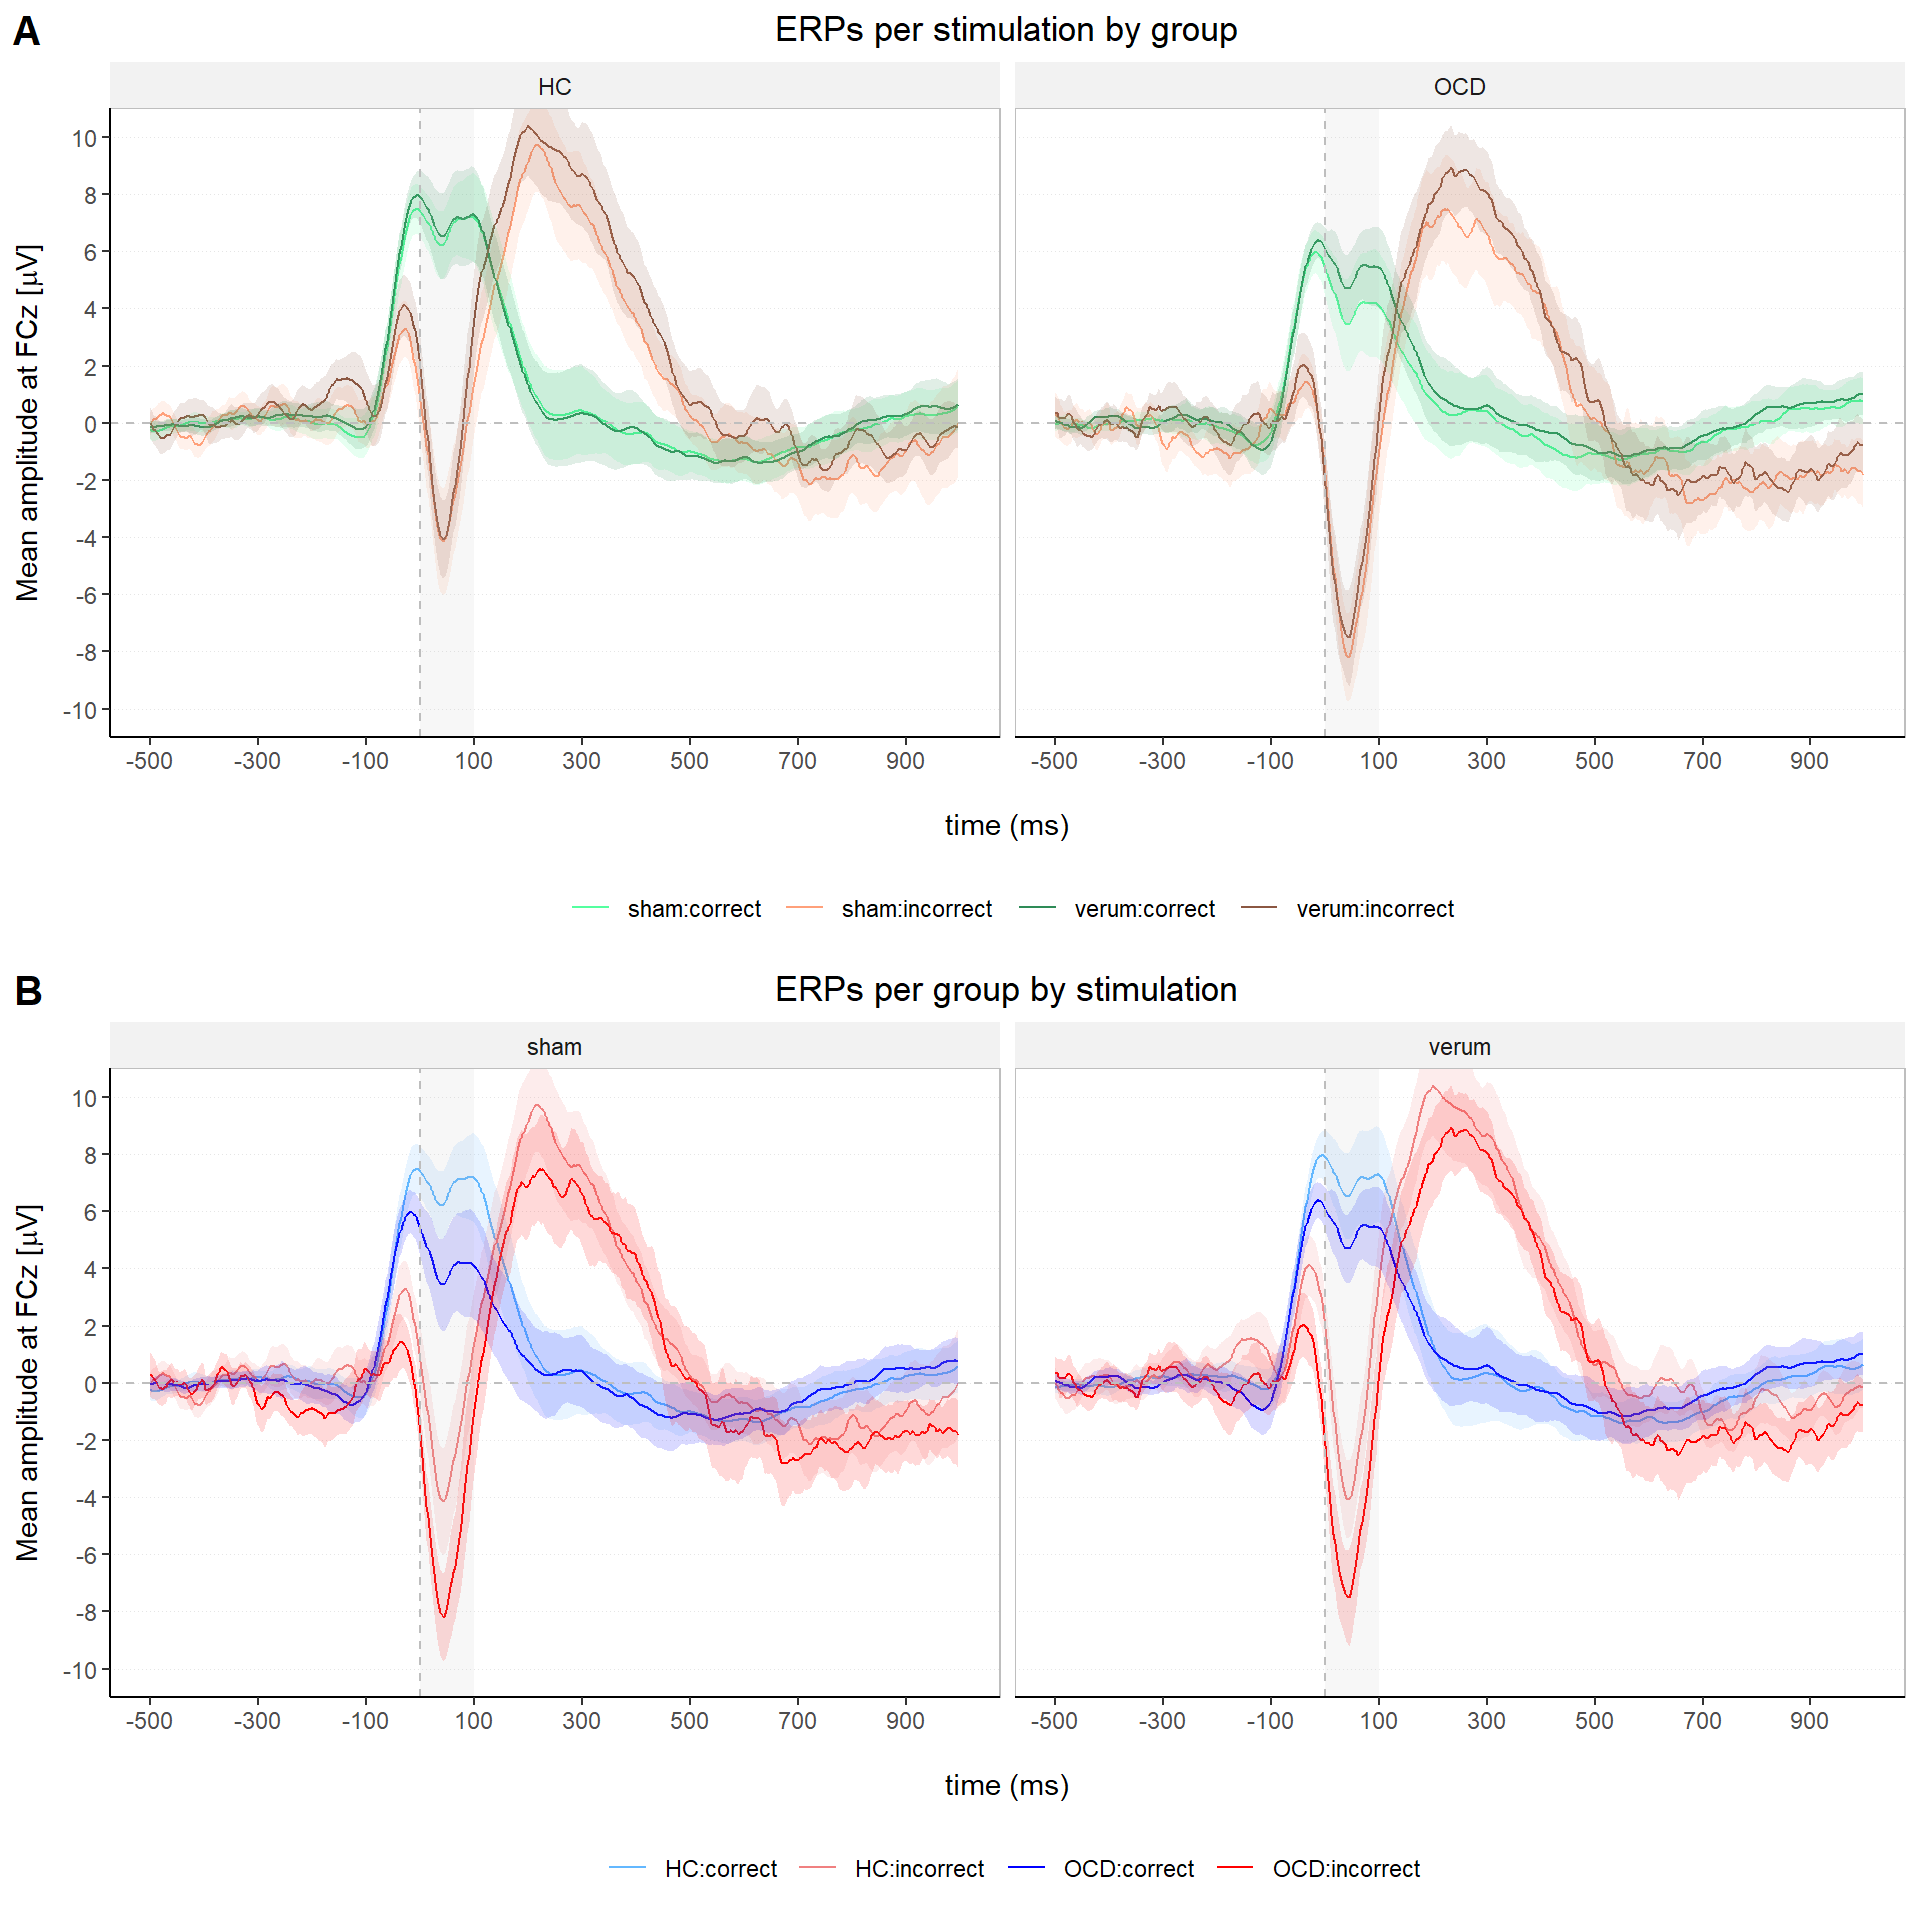 A
ERPs per stimulation by group
HC
OCD
Mean amplitude at FCz [µV]
10
8
6
4
2
0
-2
-4
-6
-8
-10
-500 -300 -100 100 300 500 700 900
-500 -300 -100 100 300 500 700 900
time (ms)
sham:correct sham:incorrect verum:correct verum:incorrect
B
ERPs per group by stimulation
sham
verum
Mean amplitude at FCz [µV]
10
8
6
4
2
0
-2
-4
-6
-8
-10
-500 -300 -100 100 300 500 700 900
-500 -300 -100 100 300 500 700 900
time (ms)
HC:correct HC:incorrect OCD:correct OCD:incorrect